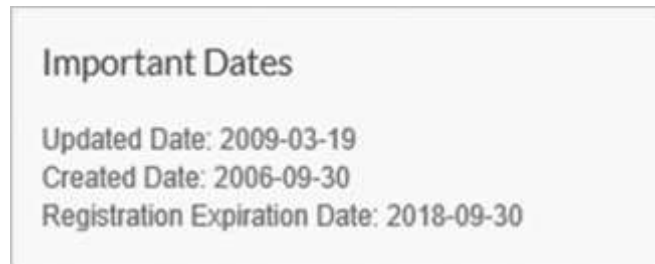 Important Dates
Updated Date: 2009-03-19
Created Date: 2006-09-30
Registration Expiration Date: 2018-09-30